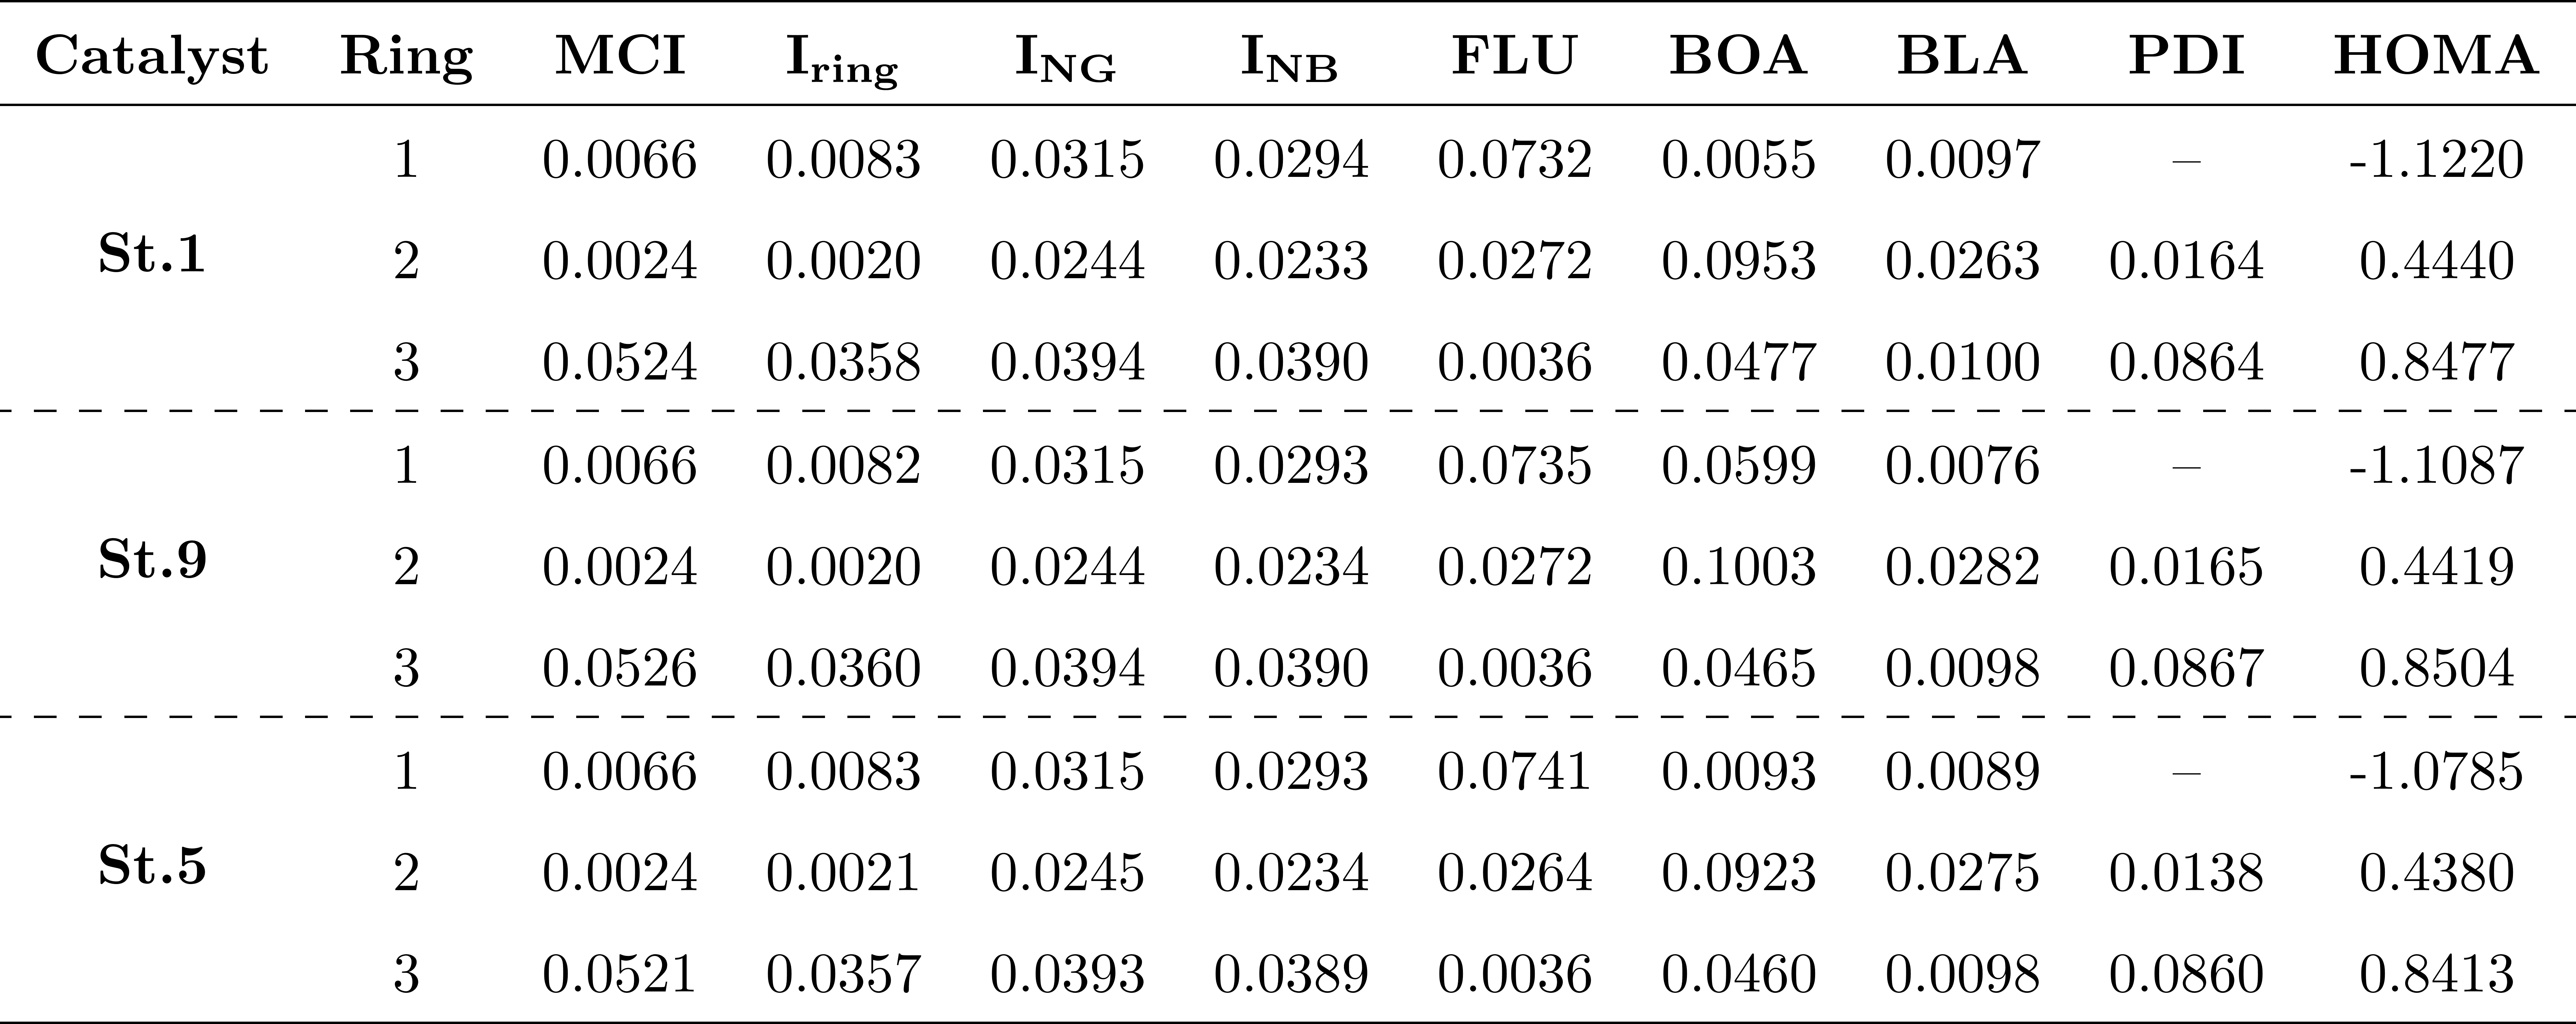 Catalyst Ring MCI I_ring I_NG I_NB FLU BOA BLA PDI HOMA
1 0.0066 0.0083 0.0315 0.0294 0.0732 0.0055 0.0097 – -1.1220
St.1 2 0.0024 0.0020 0.0244 0.0233 0.0272 0.0953 0.0263 0.0164 0.4440
3 0.0524 0.0358 0.0394 0.0390 0.0036 0.0477 0.0100 0.0864 0.8477
1 0.0066 0.0082 0.0315 0.0293 0.0735 0.0599 0.0076 – -1.1087
St.9 2 0.0024 0.0020 0.0244 0.0234 0.0272 0.1003 0.0282 0.0165 0.4419
3 0.0526 0.0360 0.0394 0.0390 0.0036 0.0465 0.0098 0.0867 0.8504
1 0.0066 0.0083 0.0315 0.0293 0.0741 0.0093 0.0089 – -1.0785
St.5 2 0.0024 0.0021 0.0245 0.0234 0.0264 0.0923 0.0275 0.0138 0.4380
3 0.0521 0.0357 0.0393 0.0389 0.0036 0.0460 0.0098 0.0860 0.8413